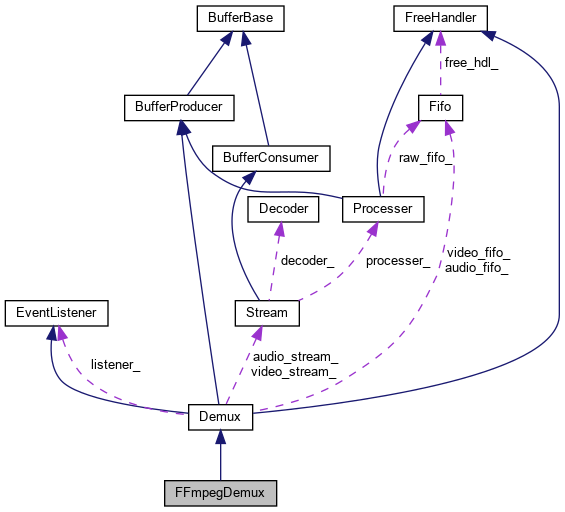 BufferBase
FreeHandler
free_hdl_
BufferProducer
Fifo
BufferConsumer
raw_fifo_
Decoder
Processer
decoder_
processer_
video_fifo_
audio_fifo_
EventListener
Stream
listener_
audio_stream_
video_stream_
Demux
FFmpegDemux